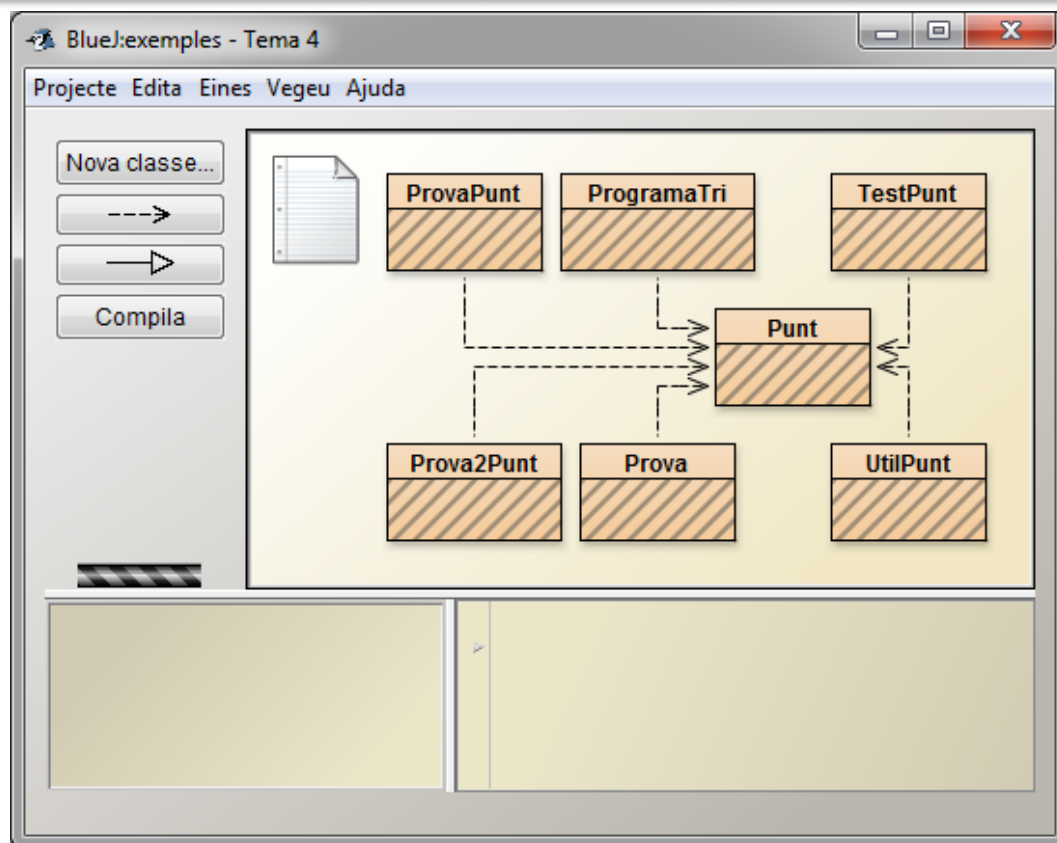 BlueJ:exemples - Tema 4
Projecte Edita Eines Vegeu Ajuda
Nova classe...
Compila
ProvaPunt ProgramaTri TestPunt
Punt
Prova2Punt Prova UtilPunt